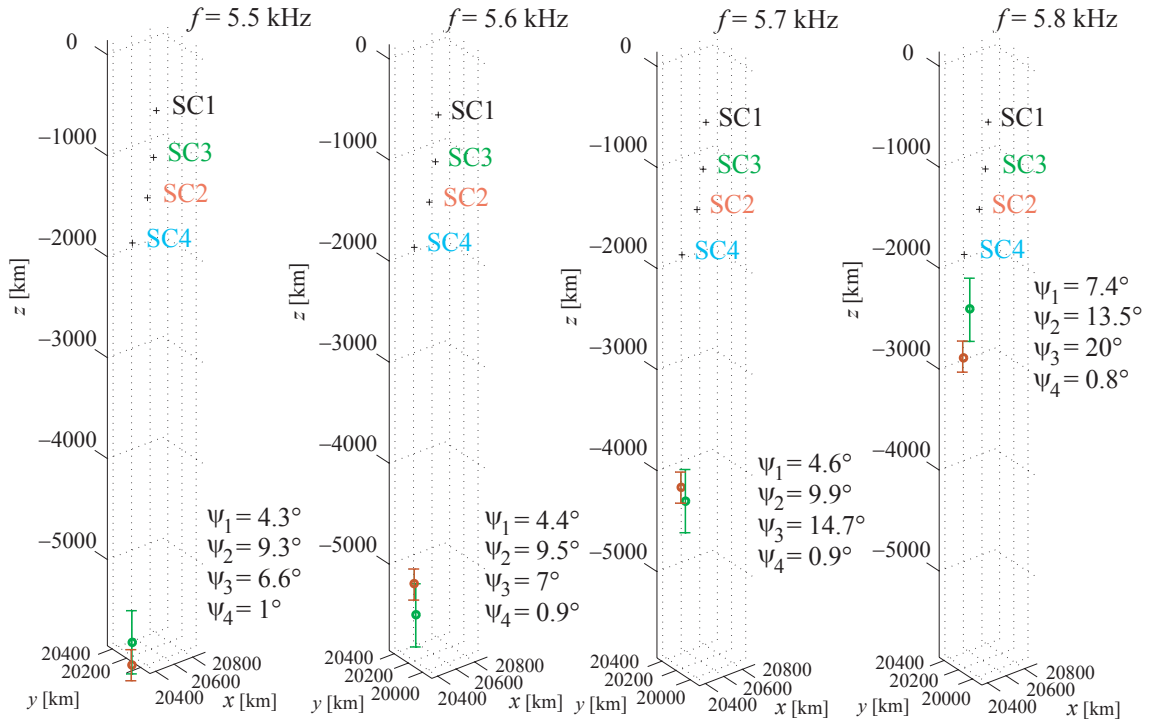 f = 5.5 kHz
0
SC1
−1000
SC3
SC2
−2000
SC4
z [km]
−3000
−4000
−5000
ψ1 = 4.3°
ψ2 = 9.3°
ψ3 = 6.6°
ψ4 = 1°
20400
20200
20800
20600
20400
y [km]
x [km]
f = 5.6 kHz
0
SC1
−1000
SC3
SC2
−2000
SC4
z [km]
−3000
−4000
−5000
ψ1 = 4.4°
ψ2 = 9.5°
ψ3 = 7°
ψ4 = 0.9°
20400
20200
20000
20800
20600
20400
y [km]
x [km]
f = 5.7 kHz
0
SC1
−1000
SC3
SC2
−2000
SC4
z [km]
−3000
−4000
−5000
ψ1 = 4.6°
ψ2 = 9.9°
ψ3 = 14.7°
ψ4 = 0.9°
20400
20200
20000
20800
20600
20400
y [km]
x [km]
f = 5.8 kHz
0
SC1
−1000
SC3
SC2
−2000
SC4
z [km]
ψ1 = 7.4°
ψ2 = 13.5°
ψ3 = 20°
ψ4 = 0.8°
−3000
−4000
−5000
20400
20200
20000
20800
20600
20400
y [km]
x [km]